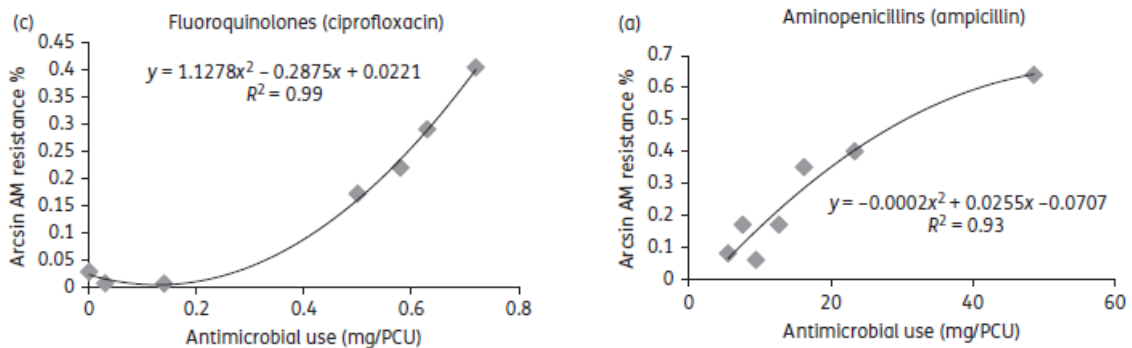 (c) Fluoroquinolones (ciprofloxacin)
0.45
0.4
0.35
0.3
0.25
0.2
0.15
0.1
0.05
0
Arcsin AM resistance %
y = 1.1278x² – 0.2875x + 0.0221
R² = 0.99
0 0.2 0.4 0.6 0.8
Antimicrobial use (mg/PCU)
(a) Aminopenicillins (ampicillin)
0.7
0.6
0.5
0.4
0.3
0.2
0.1
0
Arcsin AM resistance %
y = –0.0002x² + 0.0255x –0.0707
R² = 0.93
0 20 40 60
Antimicrobial use (mg/PCU)